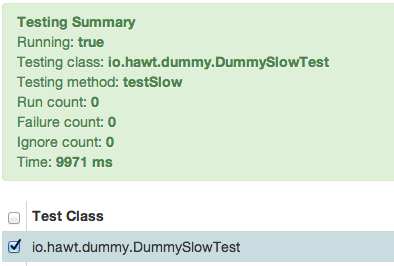 Testing Summary
Running: true
Testing class: io.hawt.dummy.DummySlowTest
Testing method: testSlow
Run count: 0
Failure count: 0
Ignore count: 0
Time: 9971 ms
Test Class
io.hawt.dummy.DummySlowTest